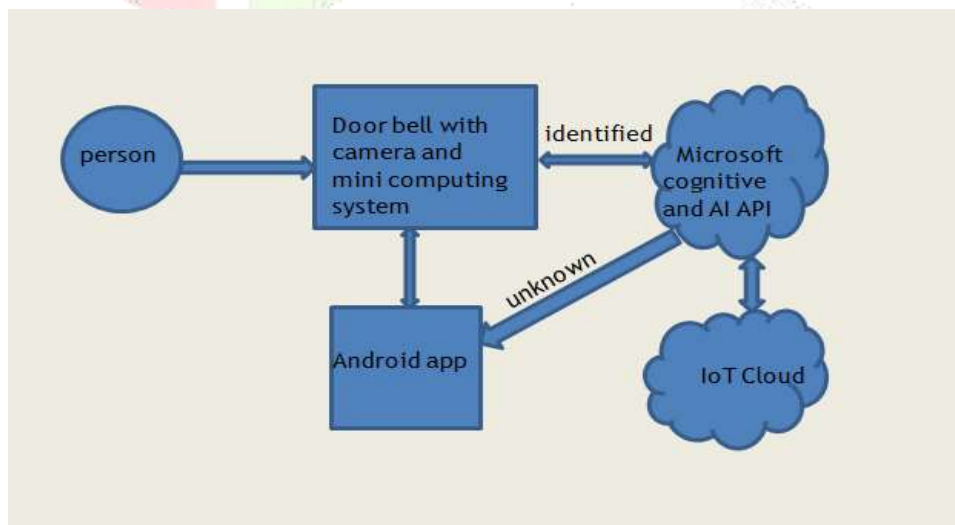 person
Door bell with
camera and
mini computing
system
identified
Microsoft
cognitive
and AI API
unknown
Android app
IoT Cloud